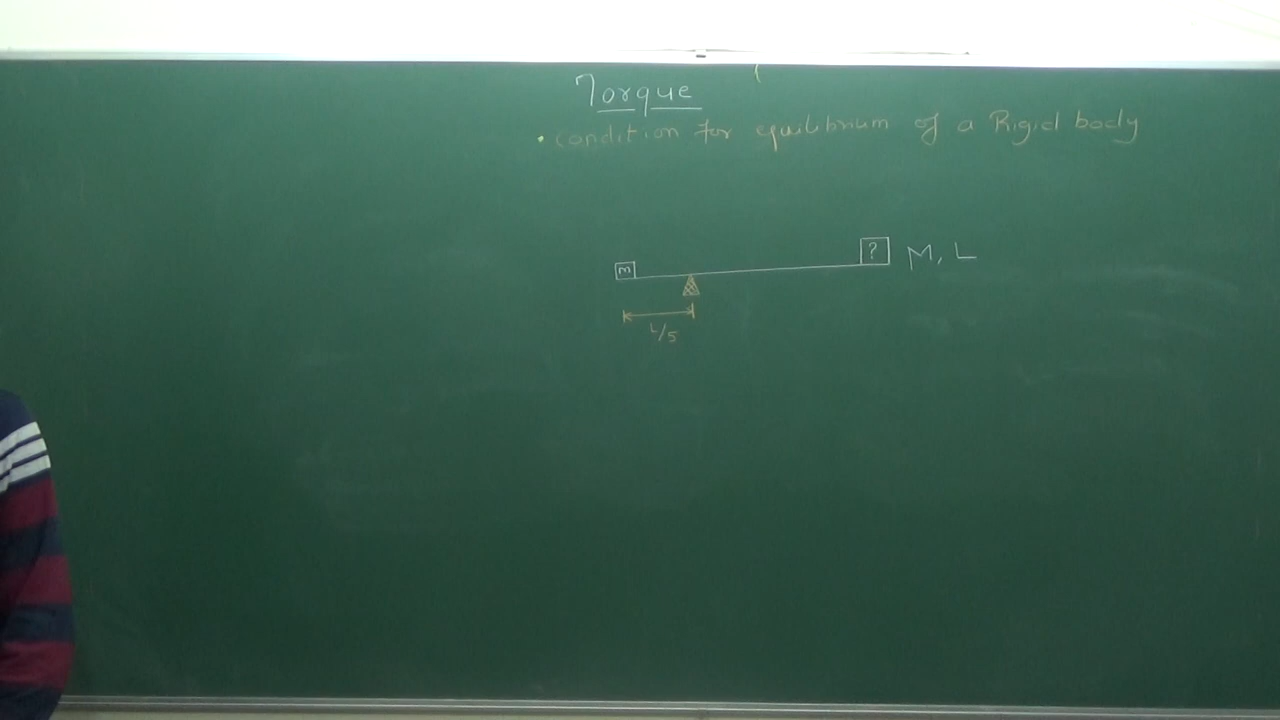 Torque
• condition for equilibrium of a Rigid body
m
? M, L
L/5